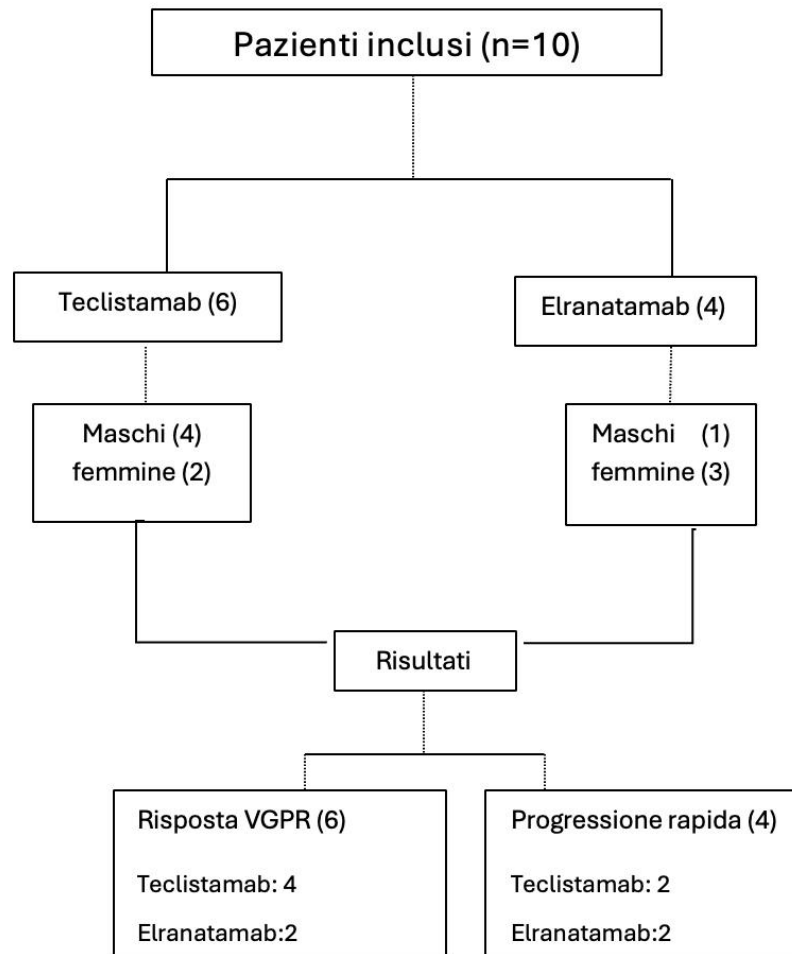 Pazienti inclusi (n=10)
Teclistamab (6)
Elranatamab (4)
Maschi (4)
femmine (2)
Maschi (1)
femmine (3)
Risultati
Risposta VGPR (6)
Teclistamab: 4
Elranatamab:2
Progressione rapida (4)
Teclistamab: 2
Elranatamab:2